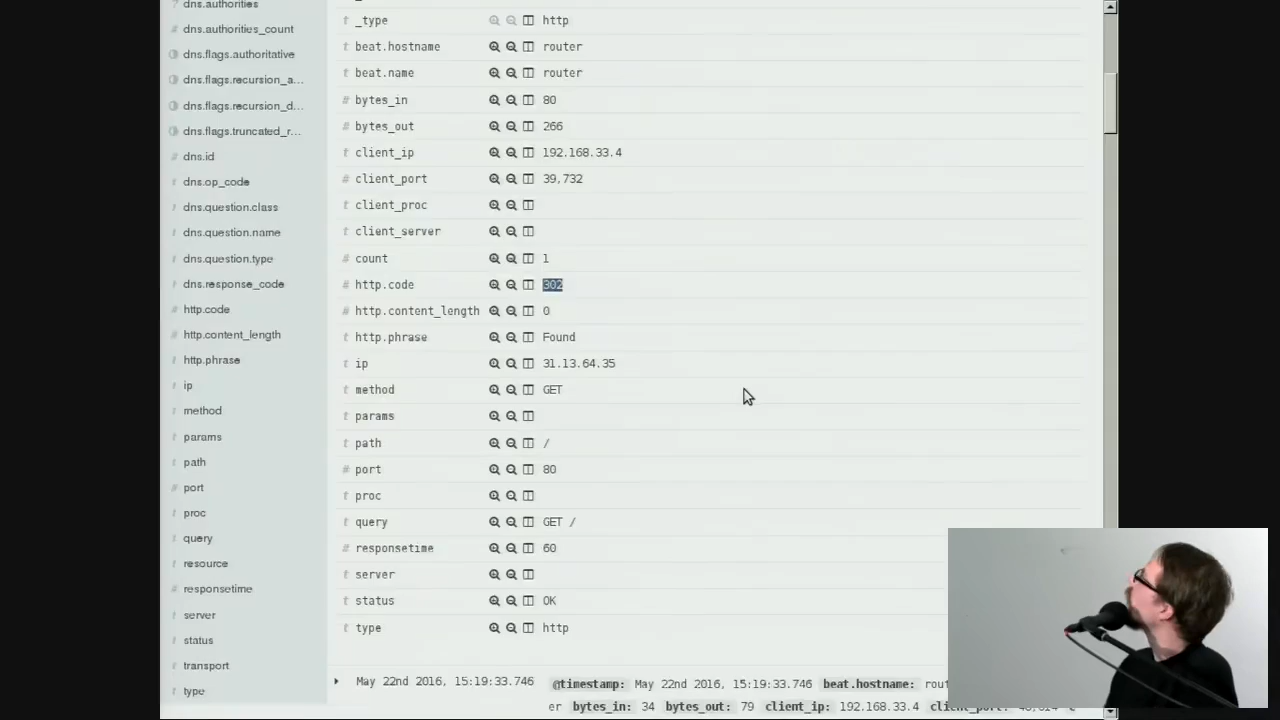 dns.authorities
dns.authorities_count
dns.flags.authoritative
dns.flags.recursion_a...
dns.flags.recursion_d...
dns.flags.truncated_r...
dns.id
dns.op_code
dns.question.class
dns.question.name
dns.question.type
dns.response_code
http.code
http.content_length
http.phrase
ip
method
params
path
port
proc
query
resource
responsetime
server
status
transport
type
t _type http
t beat.hostname router
t beat.name router
# bytes_in 80
# bytes_out 266
t client_ip 192.168.33.4
# client_port 39,732
t client_proc
t client_server
# count 1
# http.code 302
# http.content_length 0
t http.phrase Found
t ip 31.13.64.35
t method GET
t params
t path /
# port 80
t proc
t query GET /
# responsetime 60
t server
t status OK
t type http
May 22nd 2016, 15:19:33.746 @timestamp: May 22nd 2016, 15:19:33.746 beat.hostname: rout
er bytes_in: 34 bytes_out: 79 client_ip: 192.168.33.4